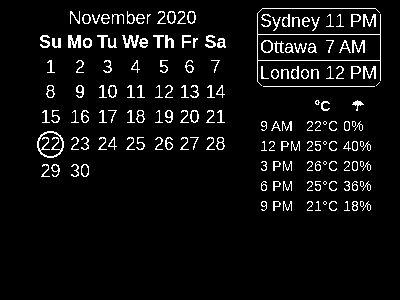 November 2020
Su Mo Tu We Th Fr Sa
1 2 3 4 5 6 7
8 9 10 11 12 13 14
15 16 17 18 19 20 21
22 23 24 25 26 27 28
29 30
Sydney 11 PM
Ottawa 7 AM
London 12 PM
°C ☂
9 AM 22°C 0%
12 PM 25°C 40%
3 PM 26°C 20%
6 PM 25°C 36%
9 PM 21°C 18%